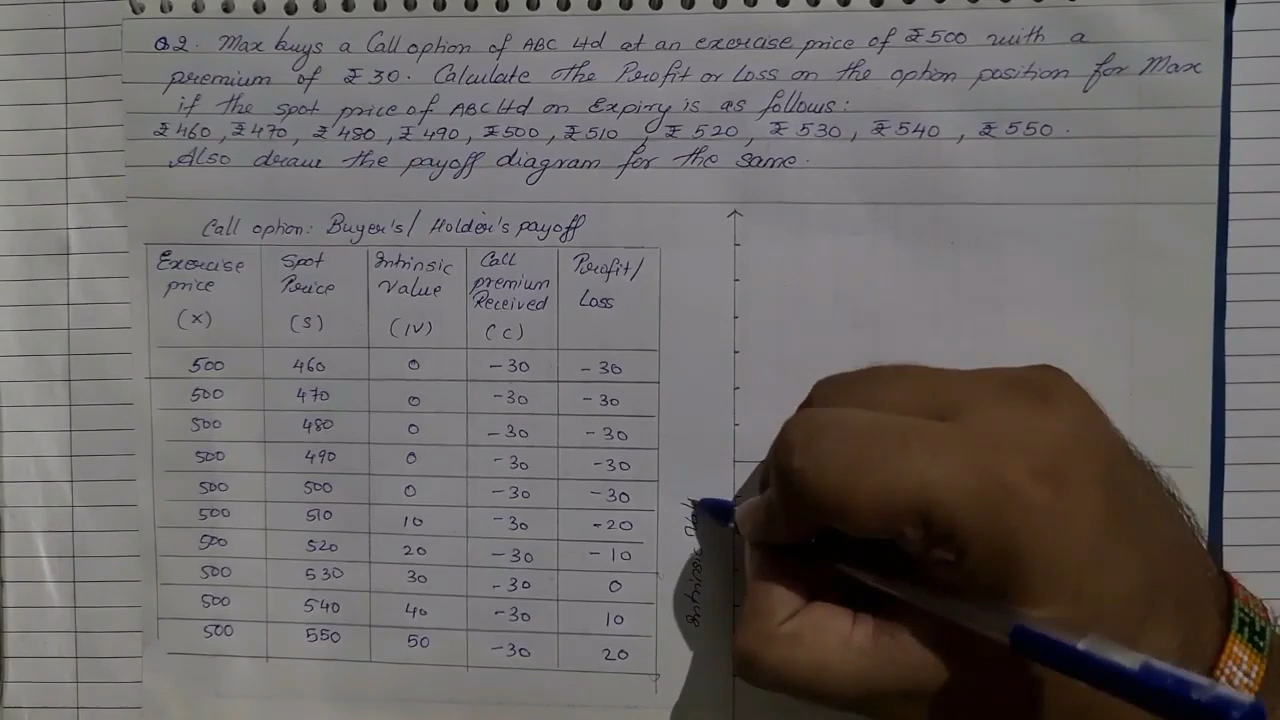 Q.2. Max buys a Call option of ABC Ltd at an exercise price of ₹500 with a
premium of ₹30. Calculate the Profit or Loss on the option position for Max
if the spot price of ABC Ltd on Expiry is as follows:
₹460, ₹470, ₹480, ₹490, ₹500, ₹510, ₹520, ₹530, ₹540, ₹550.
Also draw the payoff diagram for the same.
Call option: Buyer's/ Holder's payoff
Exercise price (X) Spot Price (S) Intrinsic Value (IV) Call premium Received (C) Profit/ Loss
500 460 0 -30 -30
500 470 0 -30 -30
500 480 0 -30 -30
500 490 0 -30 -30
500 500 0 -30 -30
500 510 10 -30 -20
500 520 20 -30 -10
500 530 30 -30 0
500 540 40 -30 10
500 550 50 -30 20
Intrinsic